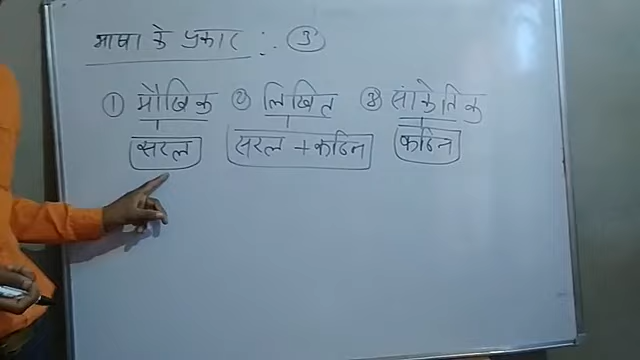 भाषा के प्रकार :- ③
① मौखिक ② लिखित ③ सांकेतिक
सरल सरल + कठिन कठिन